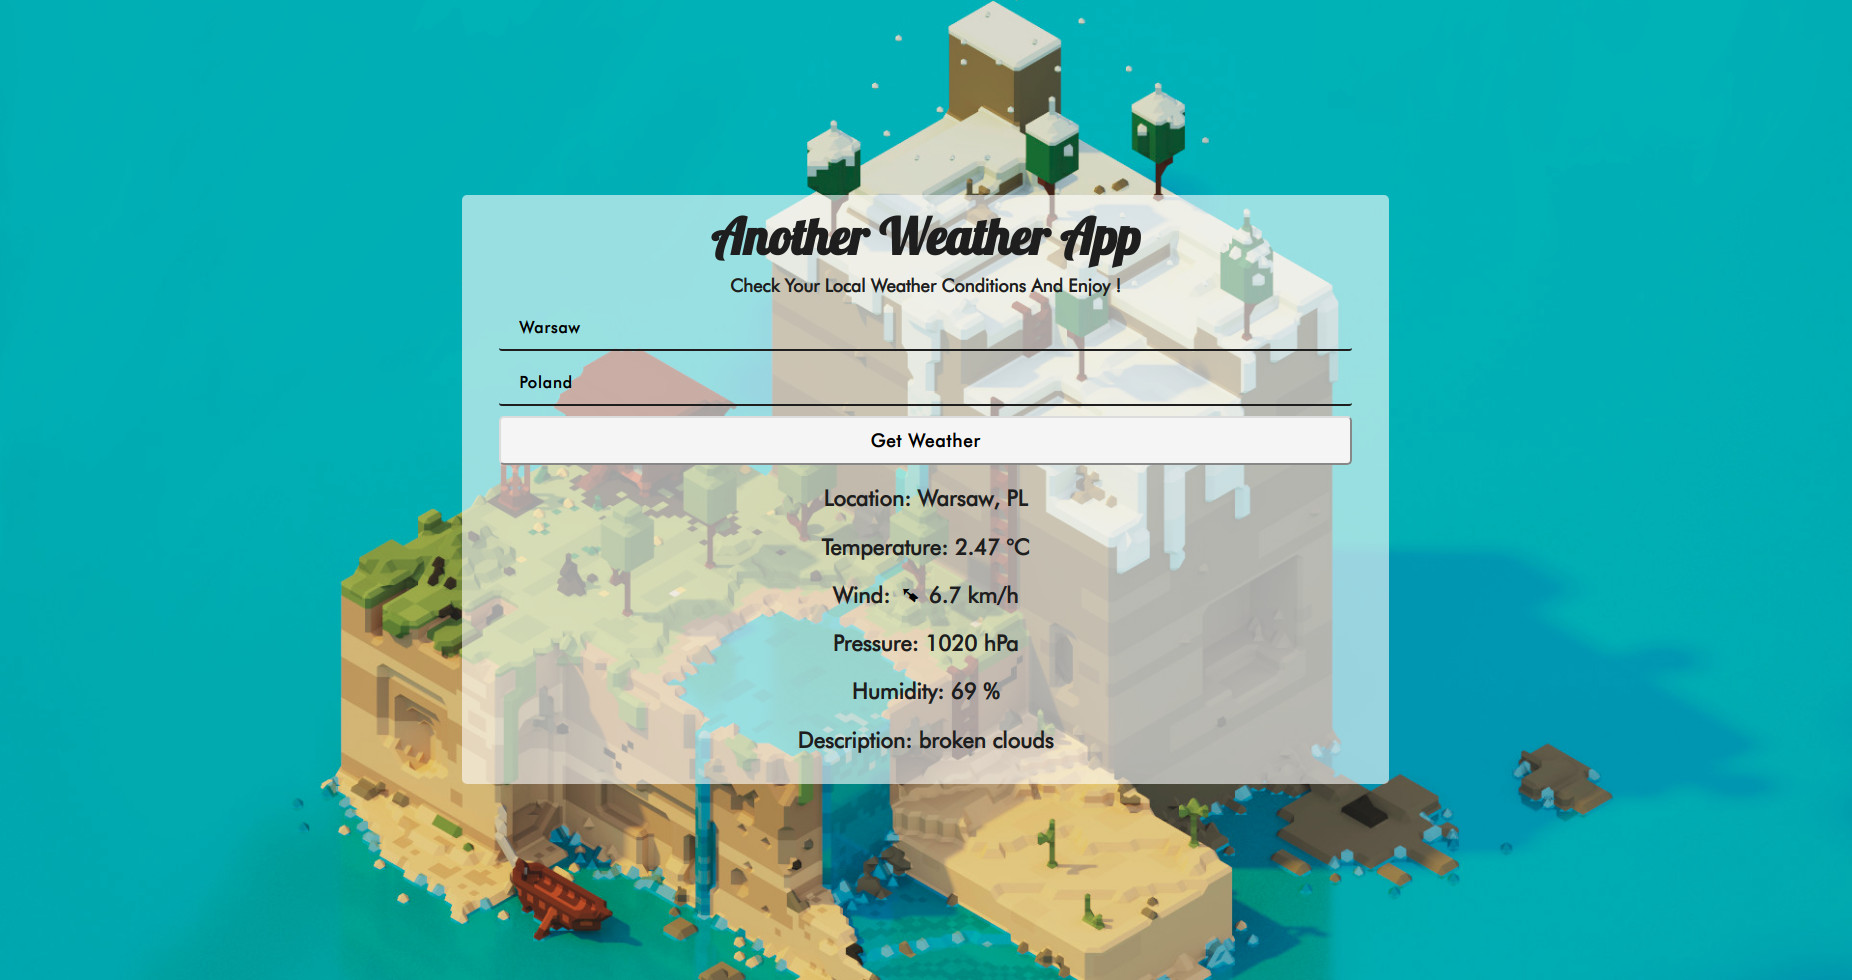 Another Weather App
Check Your Local Weather Conditions And Enjoy !
Warsaw
Poland
Get Weather
Location: Warsaw, PL
Temperature: 2.47 °C
Wind: 6.7 km/h
Pressure: 1020 hPa
Humidity: 69 %
Description: broken clouds